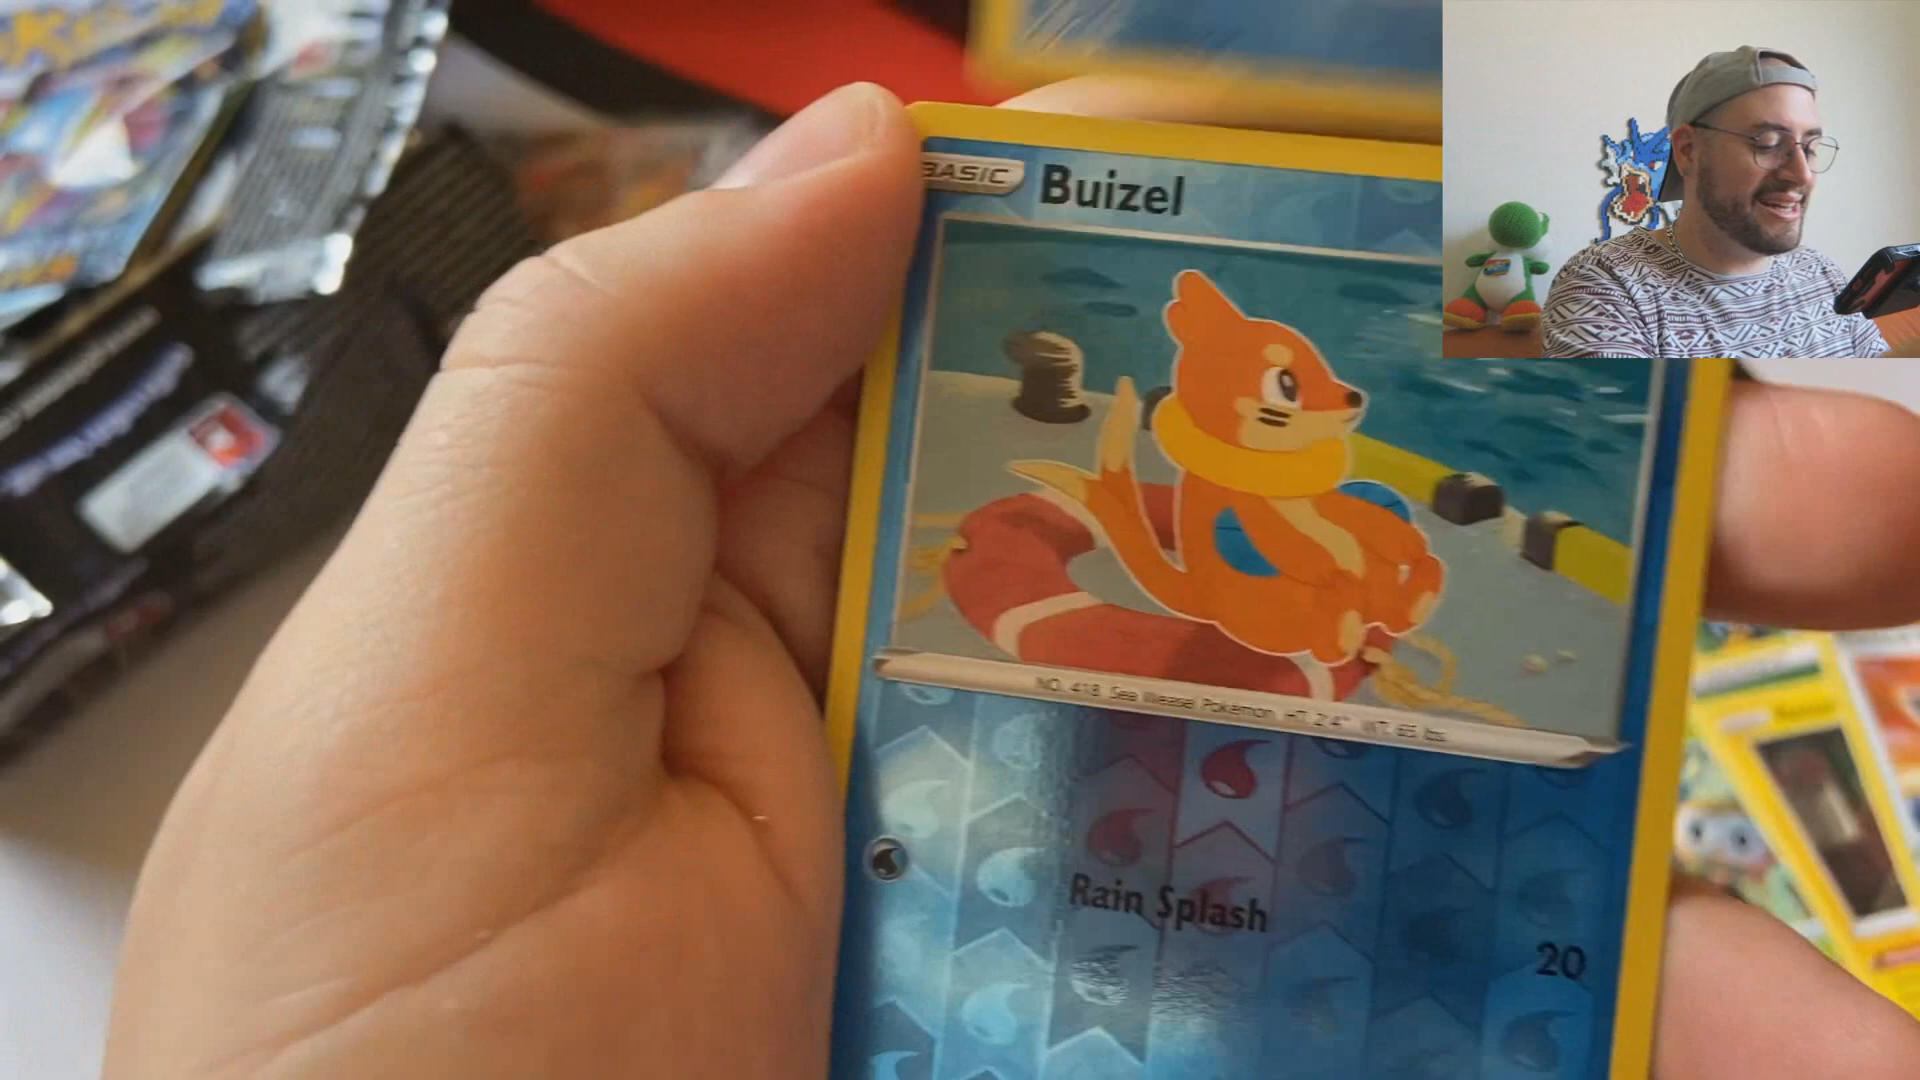 BASIC
Buizel
NO. 418 Sea Weasel Pokémon HT. 2'4" WT. 65 lbs.
Rain Splash
20